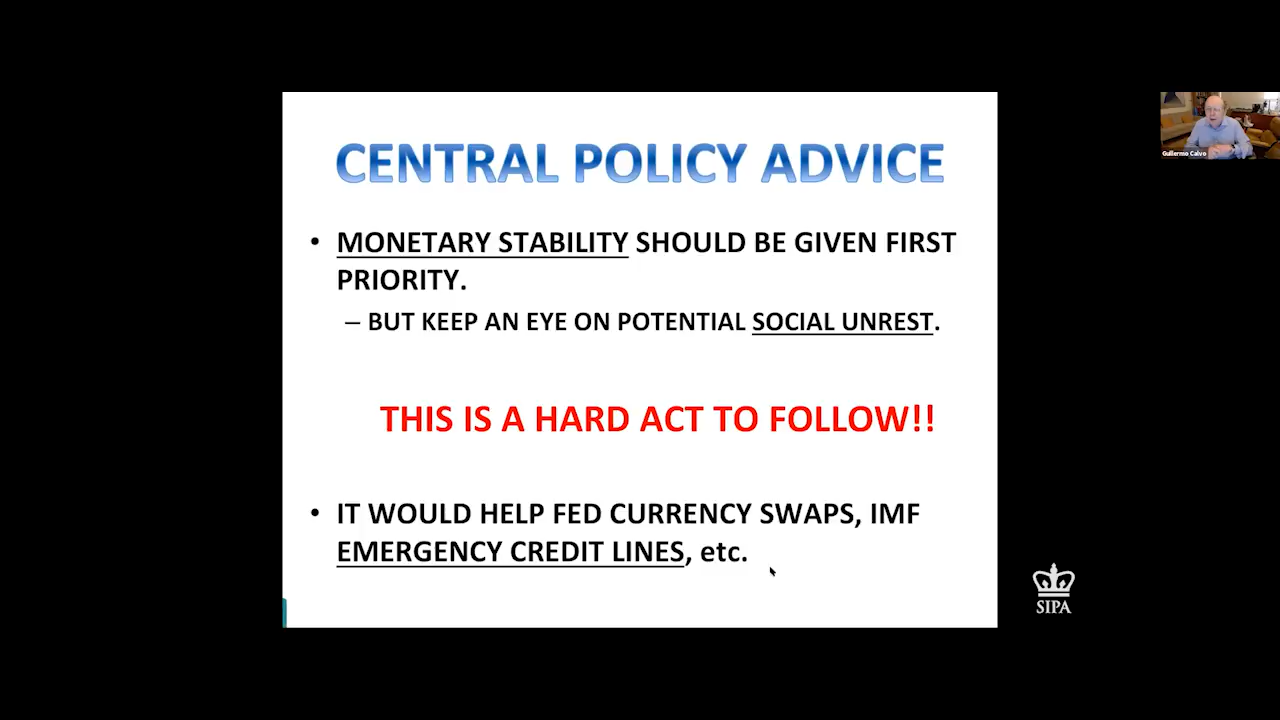 CENTRAL POLICY ADVICE
• MONETARY STABILITY SHOULD BE GIVEN FIRST
PRIORITY.
– BUT KEEP AN EYE ON POTENTIAL SOCIAL UNREST.
THIS IS A HARD ACT TO FOLLOW!!
• IT WOULD HELP FED CURRENCY SWAPS, IMF
EMERGENCY CREDIT LINES, etc.
Guillermo Calvo
SIPA